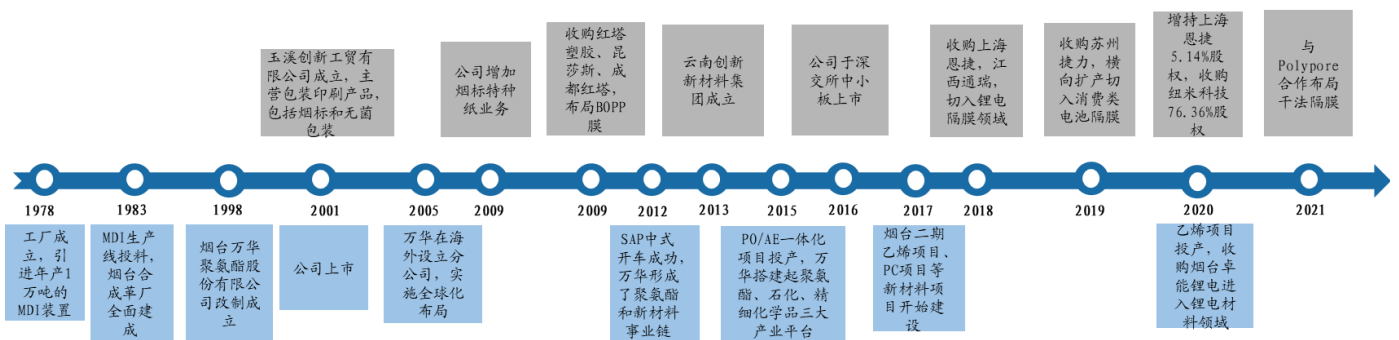 玉溪创新工贸有
限公司成立，主
营包装印刷产品，
包括烟标和无菌
包装
公司增加
烟标特种
纸业务
收购红塔
塑胶、昆
莎斯、成
都红塔，
布局BOPP
膜
云南创新
新材料集
团成立
公司于深
交所中小
板上市
收购上海
恩捷，江
西通瑞，
切入锂电
隔膜领域
收购苏州
捷力，横
向扩产切
入消费类
电池隔膜
增持上海
恩捷
5.14%股
权，收购
纽米科技
76.36%股
权
与
Polypore
合作布局
干法隔膜
1978
1983
1998
2001
2005
2009
2009
2012
2013
2015
2016
2017
2018
2019
2020
2021
工厂成
立，引
进年产1
万吨的
MDI装置
MDI生产
线投料，
烟台合
成革厂
全面建
成
烟台万华
聚氨酯股
份有限公
司改制成
立
公司上市
万华在海
外设立分
公司，实
施全球化
布局
SAP中式
开车成功，
万华形成
了聚氨酯
和新材料
事业链
PO/AE一体化
项目投产，万
华搭建起聚氨
酯、石化、精
细化学品三大
产业平台
烟台二期
乙烯项目、
PC项目等
新材料项
目开始建
设
乙烯项目
投产，收
购烟台卓
能锂电进
入锂电材
料领域